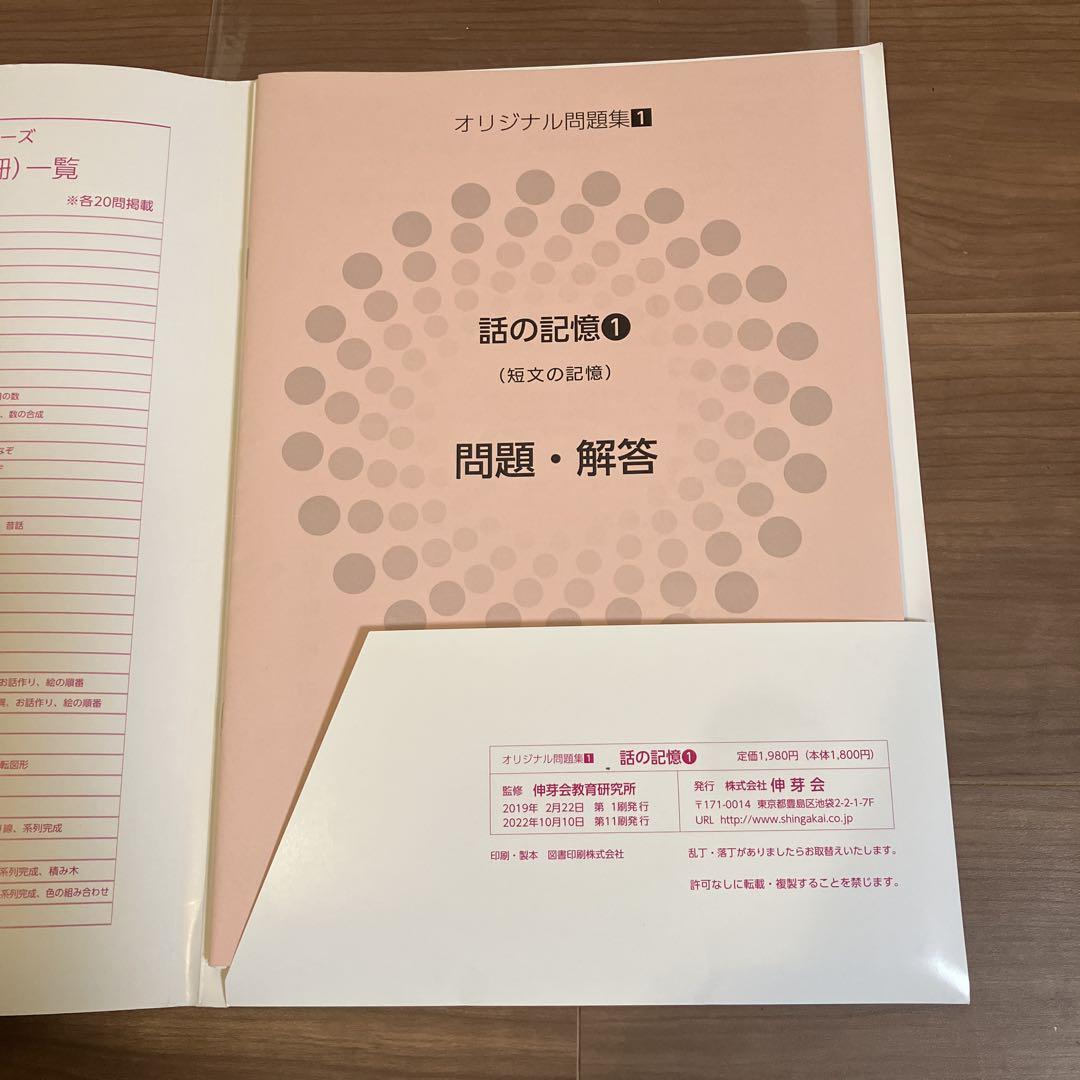 ーズ
冊)一覧
※各20問掲載
の数
、数の合成
なぞ
昔話
お話作り、絵の順番
、お話作り、絵の順番
転図形
線、系列完成
系列完成、積み木
系列完成、色の組み合わせ
オリジナル問題集1
話の記憶1
(短文の記憶)
問題・解答
オリジナル問題集1 話の記憶1 定価1,980円(本体1,800円)
監修 伸芽会教育研究所
2019年 2月22日 第 1刷発行
2022年10月10日 第11刷発行
発行 株式会社 伸芽会
〒171-0014 東京都豊島区池袋2-2-1-7F
URL http://www.shingakai.co.jp
印刷・製本 図書印刷株式会社
乱丁・落丁がありましたらお取替えいたします。
許可なしに転載・複製することを禁じます。